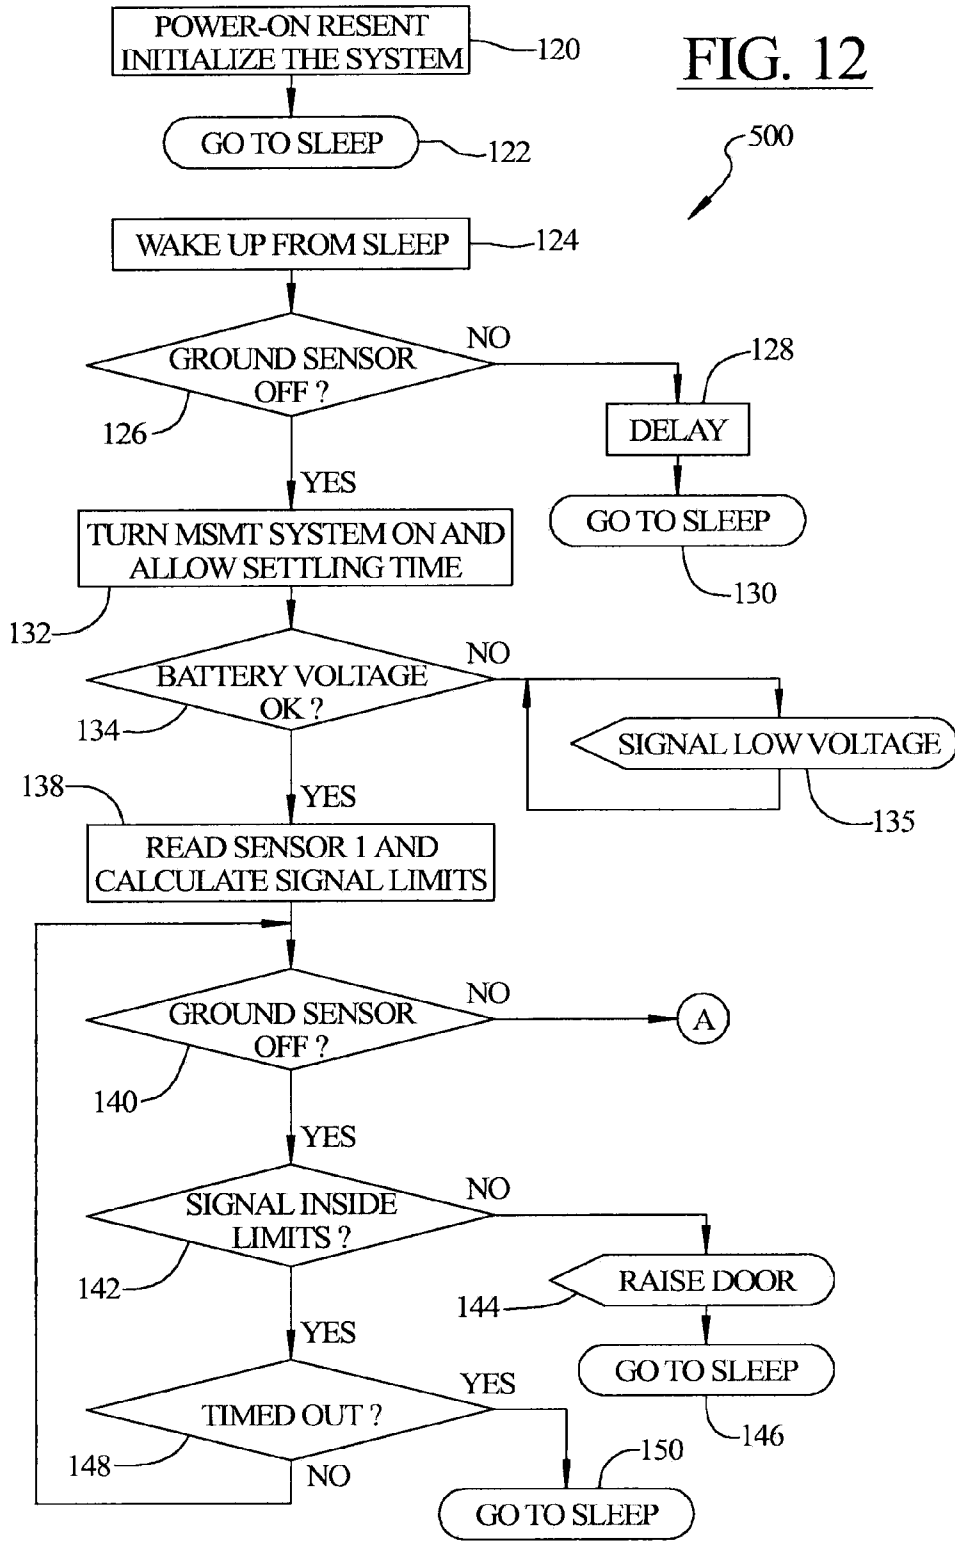 POWER-ON RESENT
INITIALIZE THE SYSTEM
120
FIG. 12
GO TO SLEEP
122
500
WAKE UP FROM SLEEP
124
GROUND SENSOR
OFF ?
126
NO
128
DELAY
YES
GO TO SLEEP
130
TURN MSMT SYSTEM ON AND
ALLOW SETTLING TIME
132
BATTERY VOLTAGE
OK ?
134
NO
SIGNAL LOW VOLTAGE
135
YES
138
READ SENSOR 1 AND
CALCULATE SIGNAL LIMITS
GROUND SENSOR
OFF ?
140
NO
A
YES
SIGNAL INSIDE
LIMITS ?
142
NO
RAISE DOOR
144
YES
GO TO SLEEP
146
TIMED OUT ?
148
YES
NO
150
GO TO SLEEP